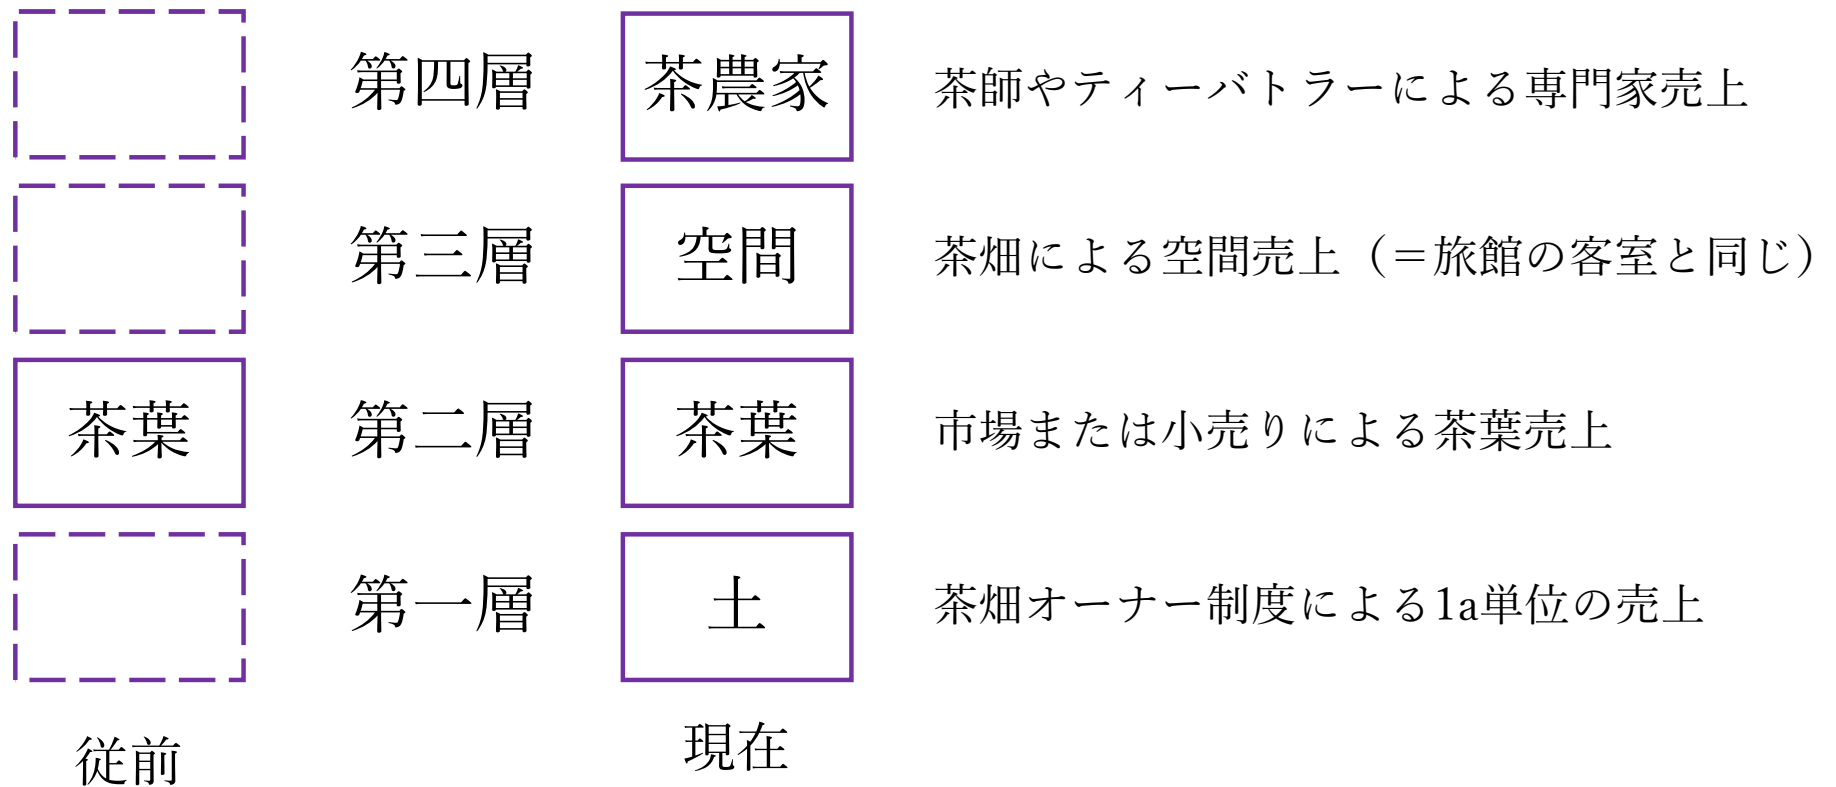 第四層 茶農家 茶師やティーバトラーによる専門家売上
第三層 空間 茶畑による空間売上（＝旅館の客室と同じ）
茶葉 第二層 茶葉 市場または小売りによる茶葉売上
第一層 土 茶畑オーナー制度による1a単位の売上
従前 現在